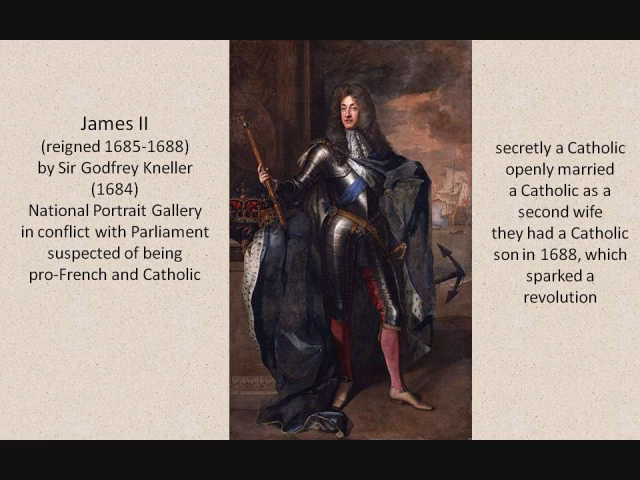 James II
(reigned 1685-1688)
by Sir Godfrey Kneller
(1684)
National Portrait Gallery
in conflict with Parliament
suspected of being
pro-French and Catholic
secretly a Catholic
openly married
a Catholic as a
second wife
they had a Catholic
son in 1688, which
sparked a
revolution